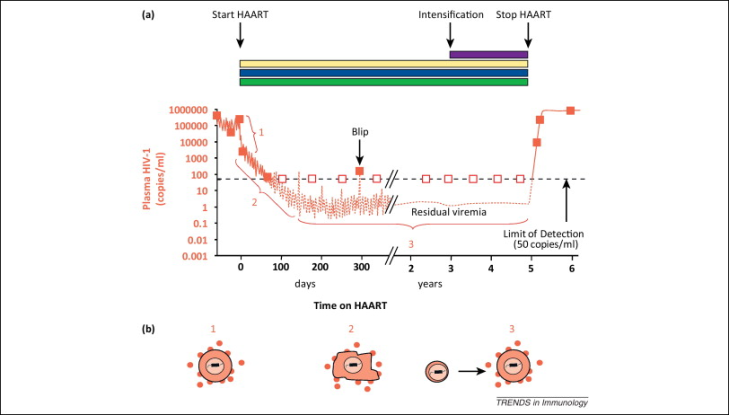 (a)
Start HAART
Intensification
Stop HAART
Plasma HIV-1
(copies/ml)
1000000
100000
10000
1000
100
10
1
0.1
0.01
0.001
1
2
Blip
Residual viremia
3
Limit of Detection
(50 copies/ml)
0 100 200 300 2 3 4 5 6
days years
Time on HAART
(b)
1 2 3
TRENDS in Immunology